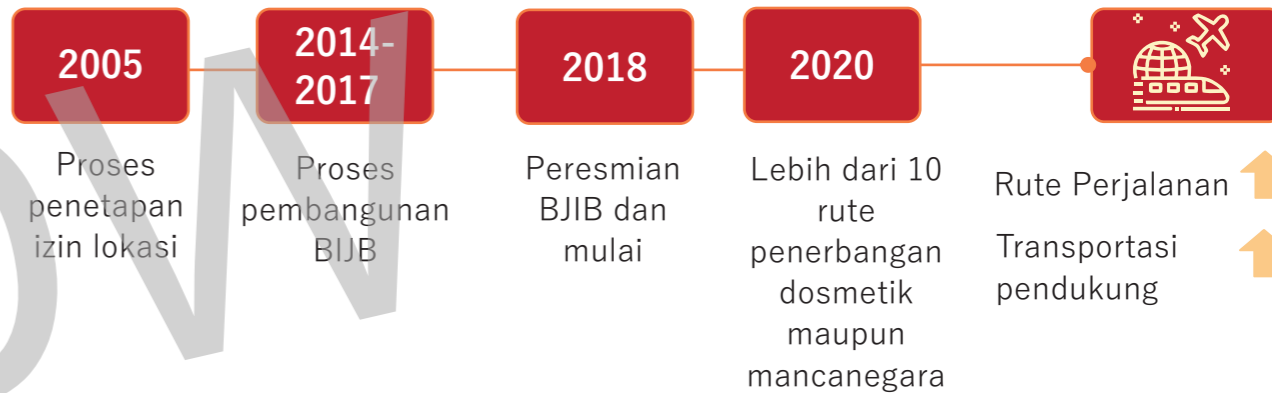 2005
2014-
2017
2018
2020
Proses
penetapan
izin lokasi
Proses
pembangunan
BIJB
Peresmian
BJIB dan
mulai
Lebih dari 10
rute
penerbangan
dosmetik
maupun
mancanegara
Rute Perjalanan
Transportasi
pendukung